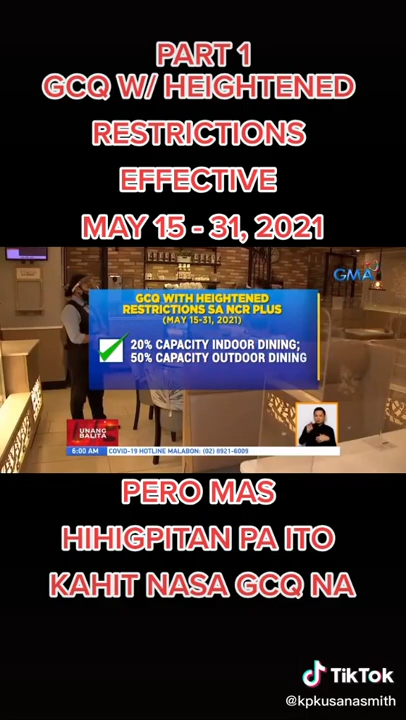 PART 1
GCQ W/ HEIGHTENED
RESTRICTIONS
EFFECTIVE
MAY 15 - 31, 2021
GMA
GCQ WITH HEIGHTENED
RESTRICTIONS SA NCR PLUS
(MAY 15-31, 2021)
20% CAPACITY INDOOR DINING;
50% CAPACITY OUTDOOR DINING
UNANG
BALITA
6:00 AM COVID-19 HOTLINE MALABON: (02) 8921-6009
PERO MAS
HIHIGPITAN PA ITO
KAHIT NASA GCQ NA
TikTok
@kpkusanasmith